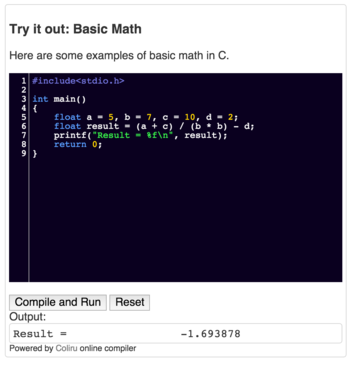 Try it out: Basic Math
Here are some examples of basic math in C.
1 #include<stdio.h>
2
3 int main()
4 {
5     float a = 5, b = 7, c = 10, d = 2;
6     float result = (a + c) / (b * b) - d;
7     printf("Result = %f\n", result);
8     return 0;
9 }
Compile and Run Reset
Output:
Result =                -1.693878
Powered by Coliru online compiler